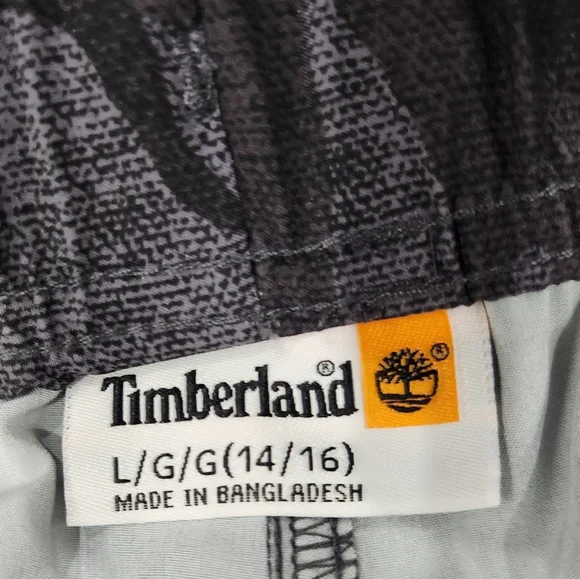 Timberland®
®
L/G/G(14/16)
MADE IN BANGLADESH